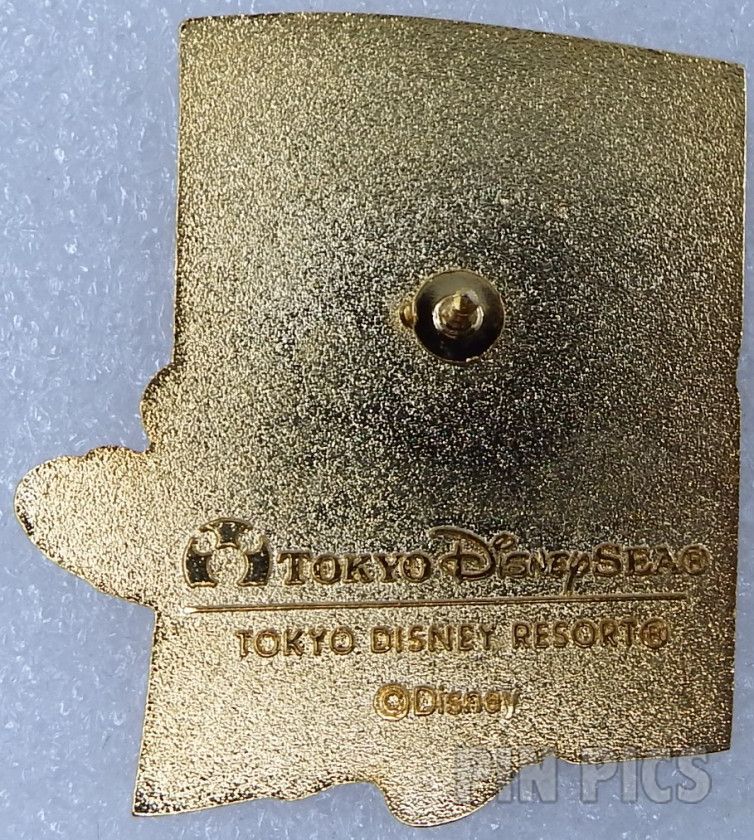 TOKYO DISNEYSEA®
TOKYO DISNEY RESORT®
©Disney
PIN PICS